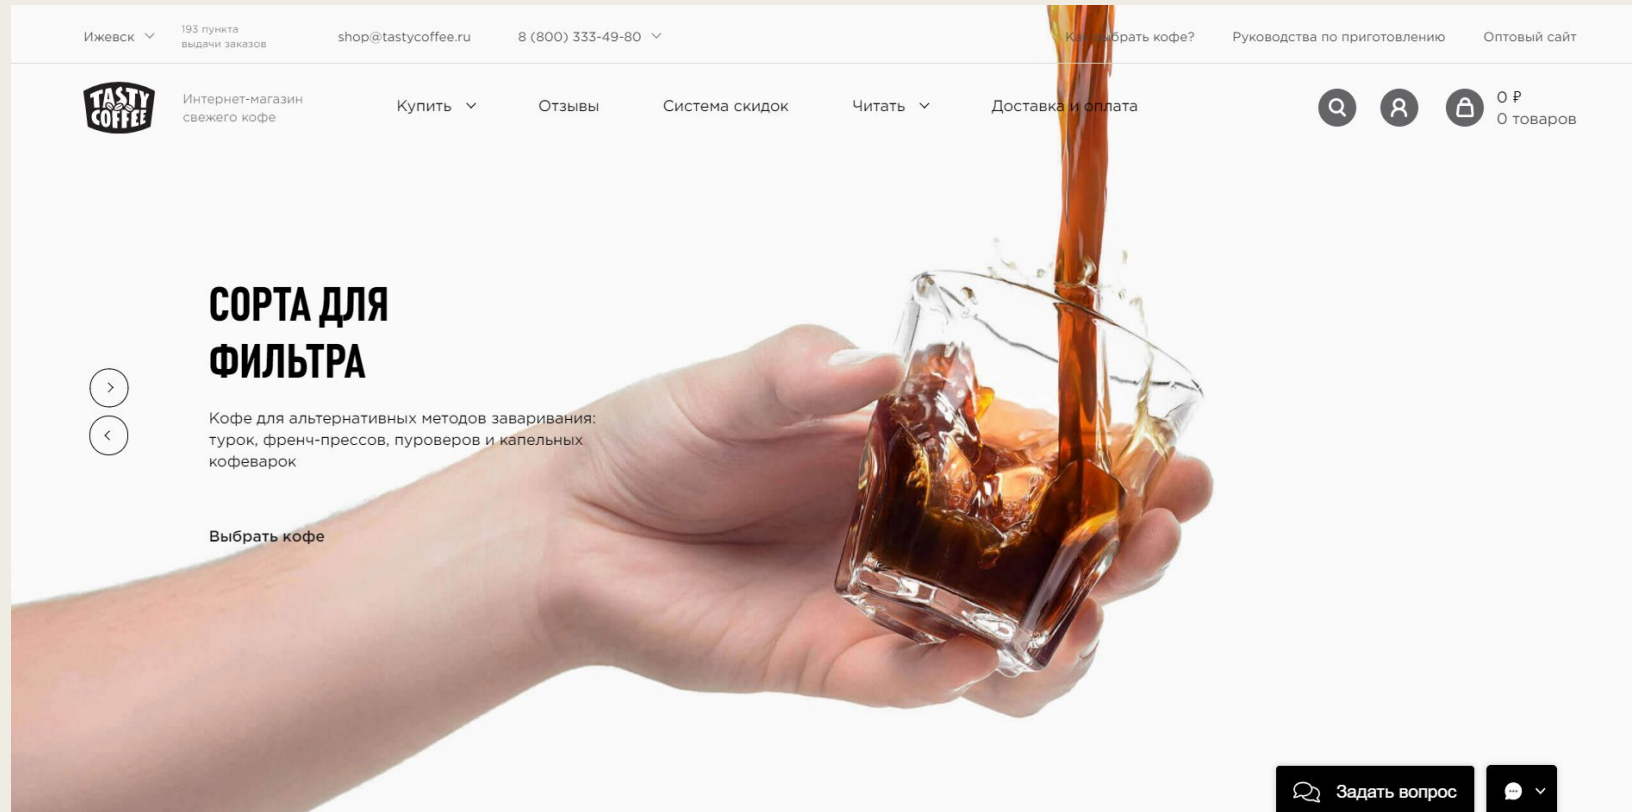 Ижевск
193 пункта
выдачи заказов
shop@tastycoffee.ru
8 (800) 333-49-80
Как выбрать кофе?
Руководства по приготовлению
Оптовый сайт
TASTY
COFFEE
Интернет-магазин
свежего кофе
Купить
Отзывы
Система скидок
Читать
Доставка и оплата
0 ₽
0 товаров
СОРТА ДЛЯ
ФИЛЬТРА
Кофе для альтернативных методов заваривания:
турок, френч-прессов, пуроверов и капельных
кофеварок
Выбрать кофе
Задать вопрос